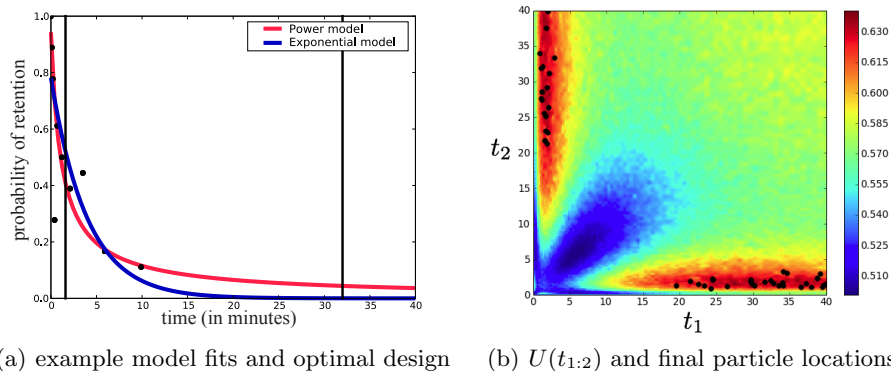 1.0
0.8
0.6
0.4
0.2
0.0
probability of retention
Power model
Exponential model
0 5 10 15 20 25 30 35 40
time (in minutes)
(a) example model fits and optimal design
40
35
30
25
20
15
10
5
0
t2
0 5 10 15 20 25 30 35 40
t1
0.630
0.615
0.600
0.585
0.570
0.555
0.540
0.525
0.510
(b) U(t1:2) and final particle locations